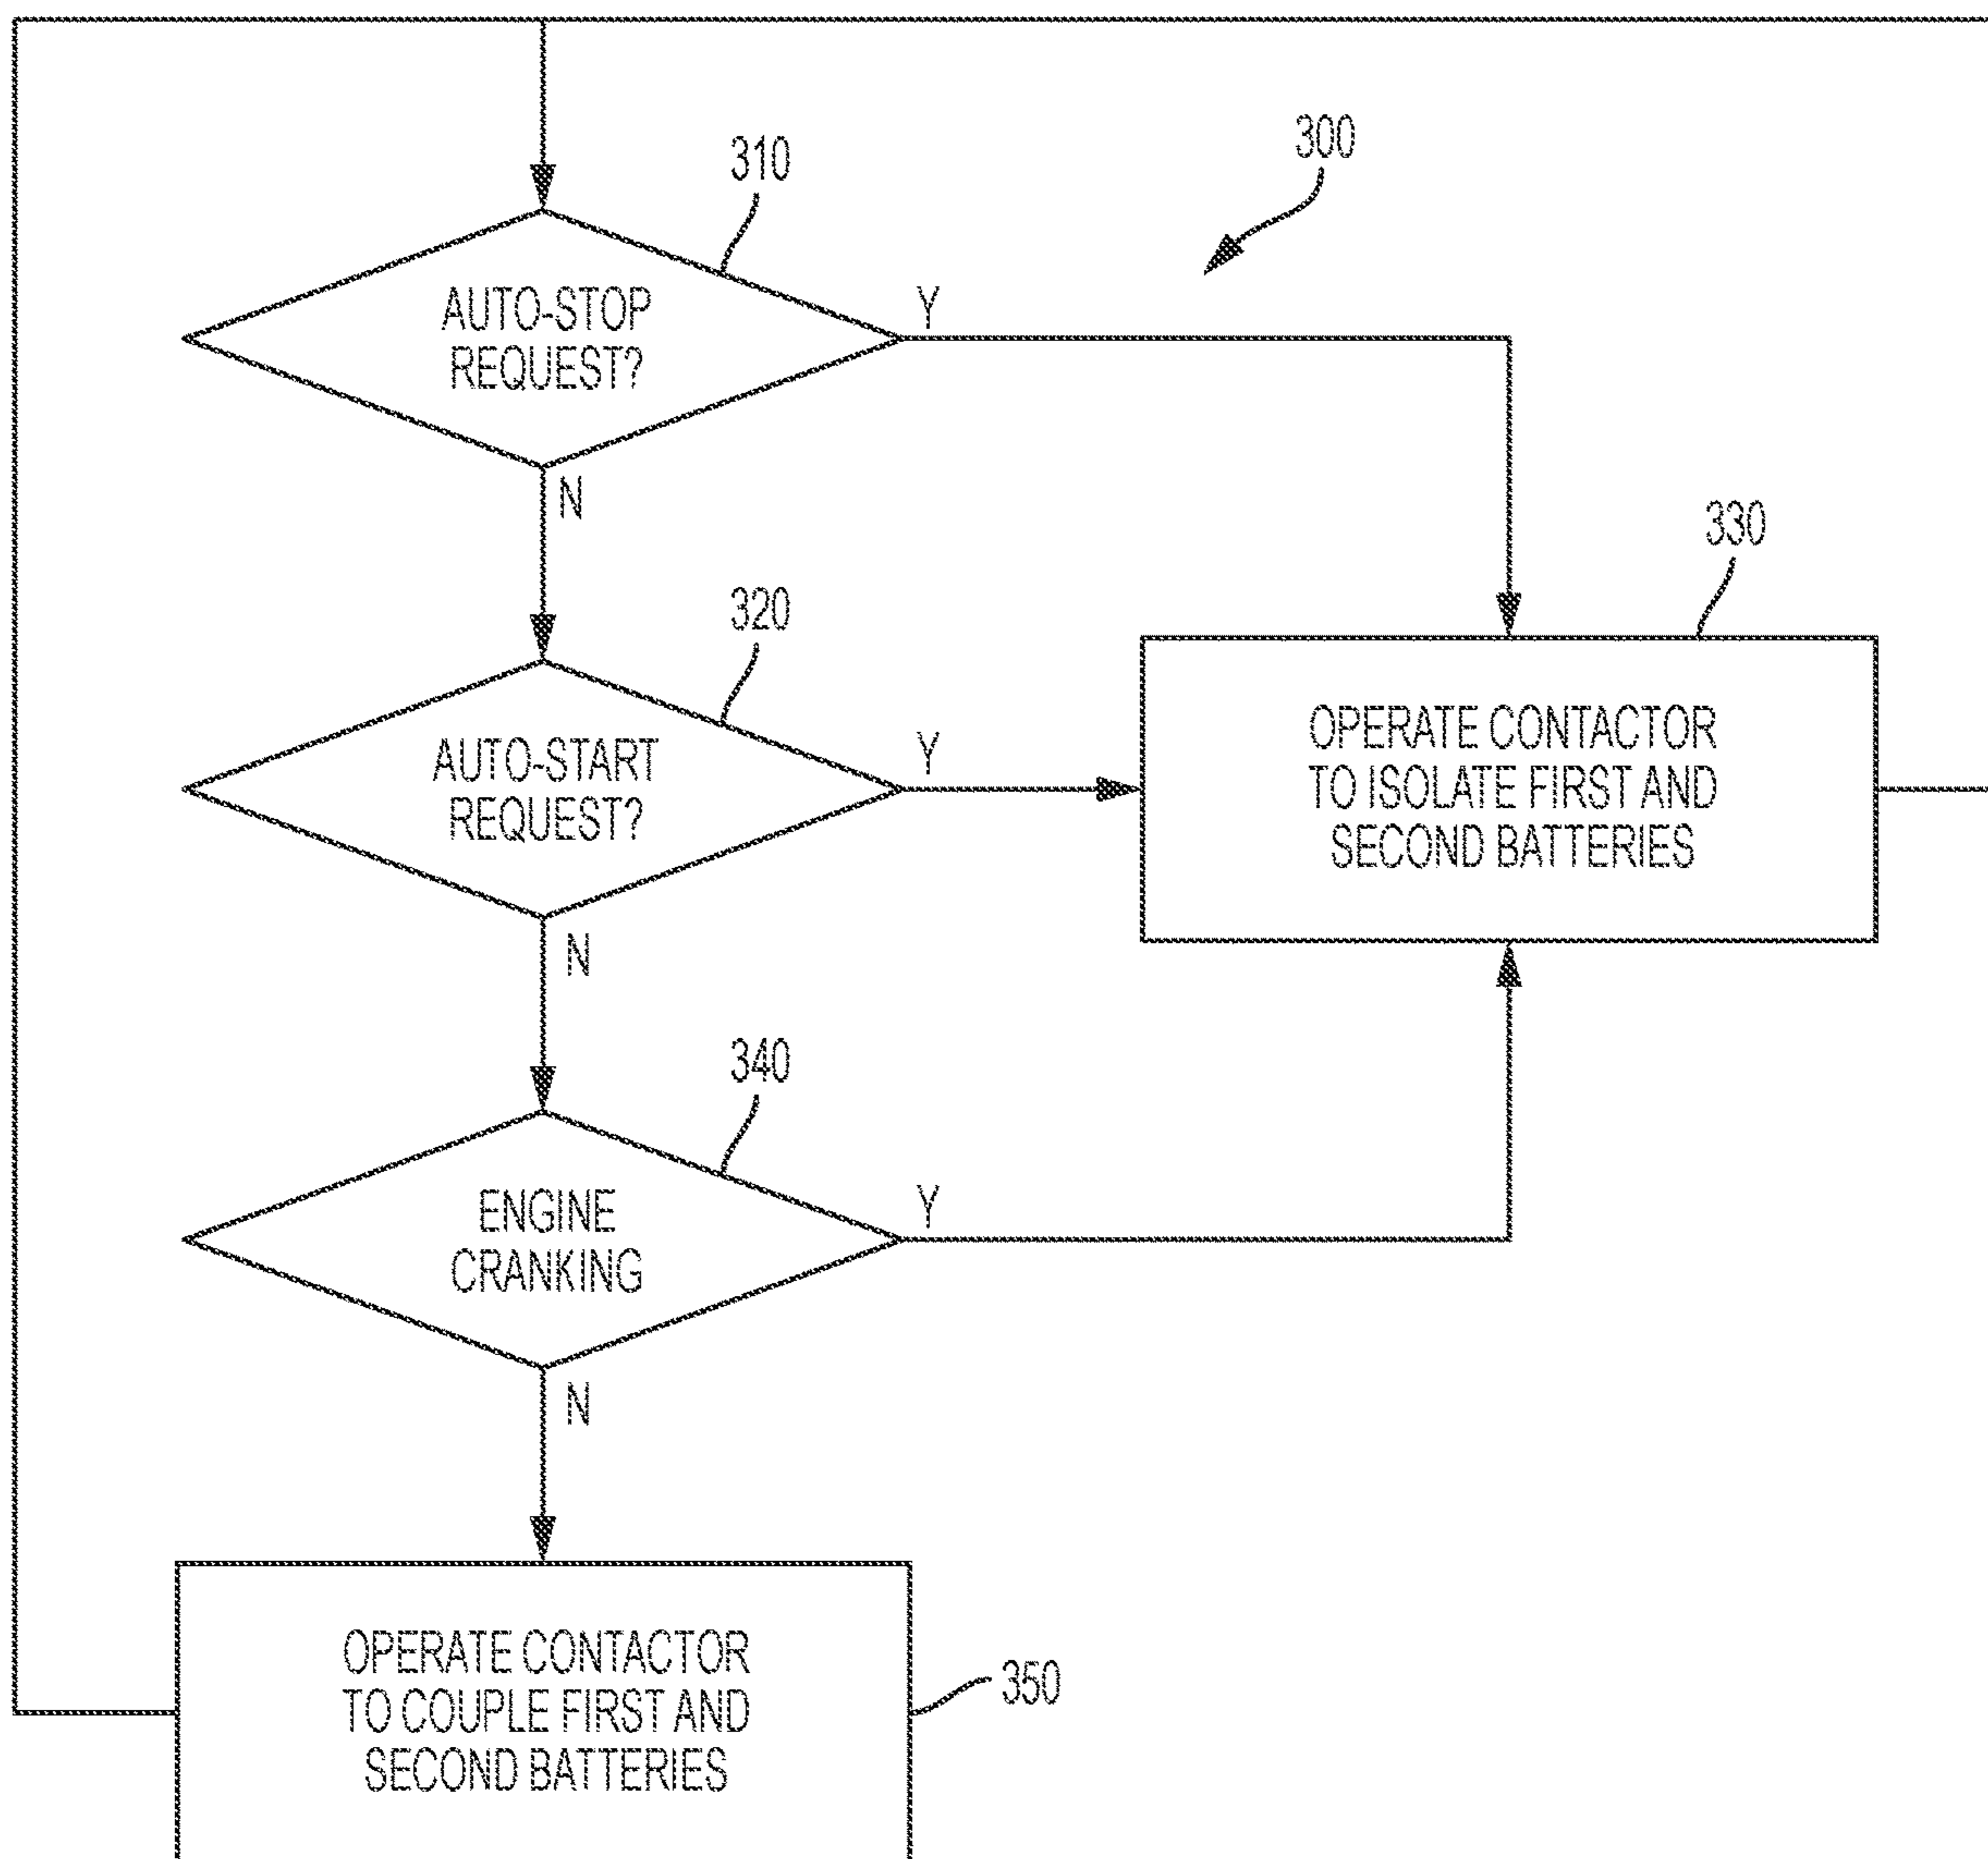 310
300
AUTO-STOP
REQUEST?
Y
N
330
320
AUTO-START
REQUEST?
Y
OPERATE CONTACTOR
TO ISOLATE FIRST AND
SECOND BATTERIES
N
340
ENGINE
CRANKING
Y
N
OPERATE CONTACTOR
TO COUPLE FIRST AND
SECOND BATTERIES
350